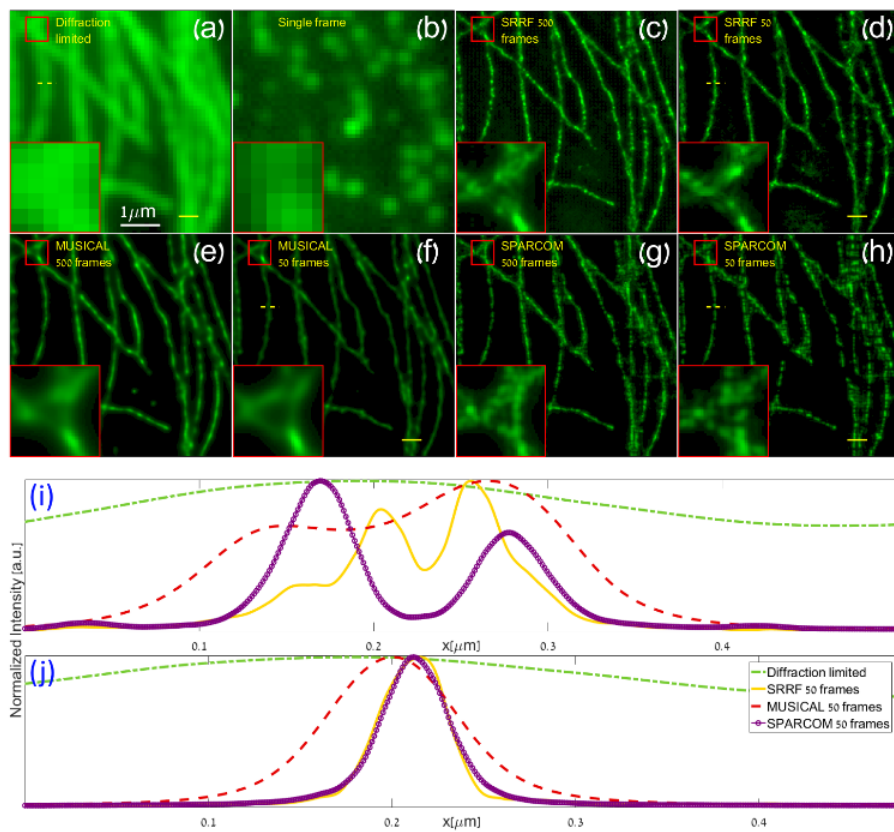 Diffraction
limited
(a)
1μm
Single frame
(b)
SRRF 500
frames
(c)
SRRF 50
frames
(d)
MUSICAL
500 frames
(e)
MUSICAL
50 frames
(f)
SPARCOM
500 frames
(g)
SPARCOM
50 frames
(h)
(i)
0.1 0.2 0.3 0.4
x[μm]
Normalized Intensity [a.u.]
(j)
Diffraction limited
SRRF 50 frames
MUSICAL 50 frames
SPARCOM 50 frames
0.1 0.2 0.3 0.4
x[μm]